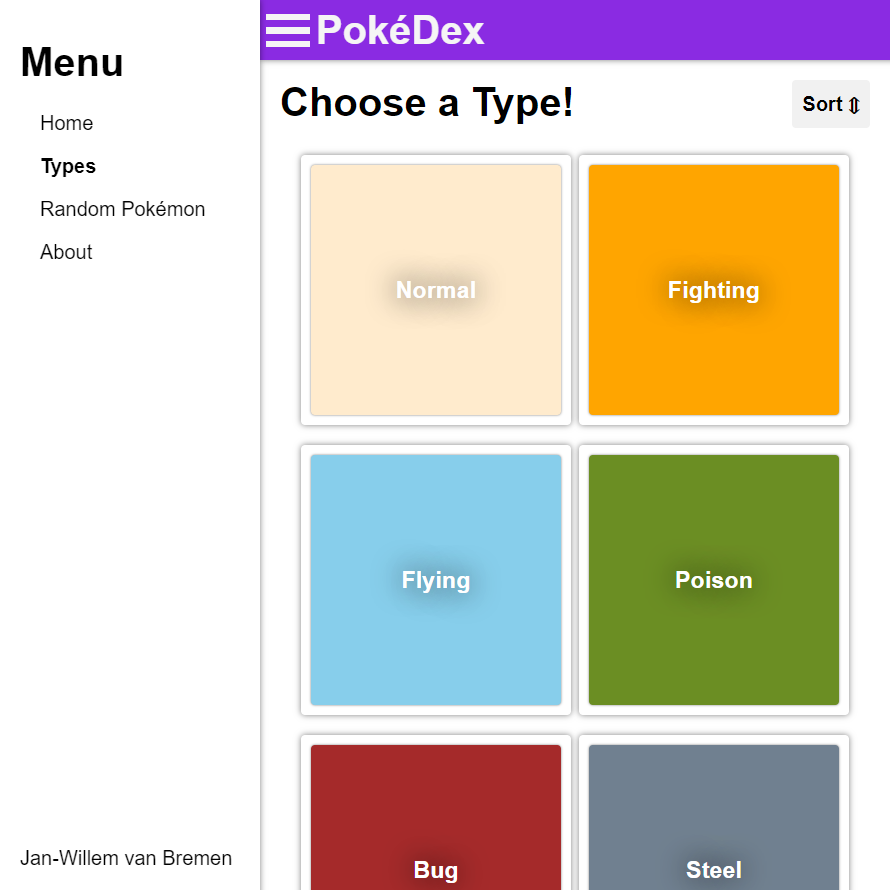 Menu
Home
Types
Random Pokémon
About
Jan-Willem van Bremen
PokéDex
Choose a Type!
Sort ⇕
Normal
Fighting
Flying
Poison
Bug
Steel